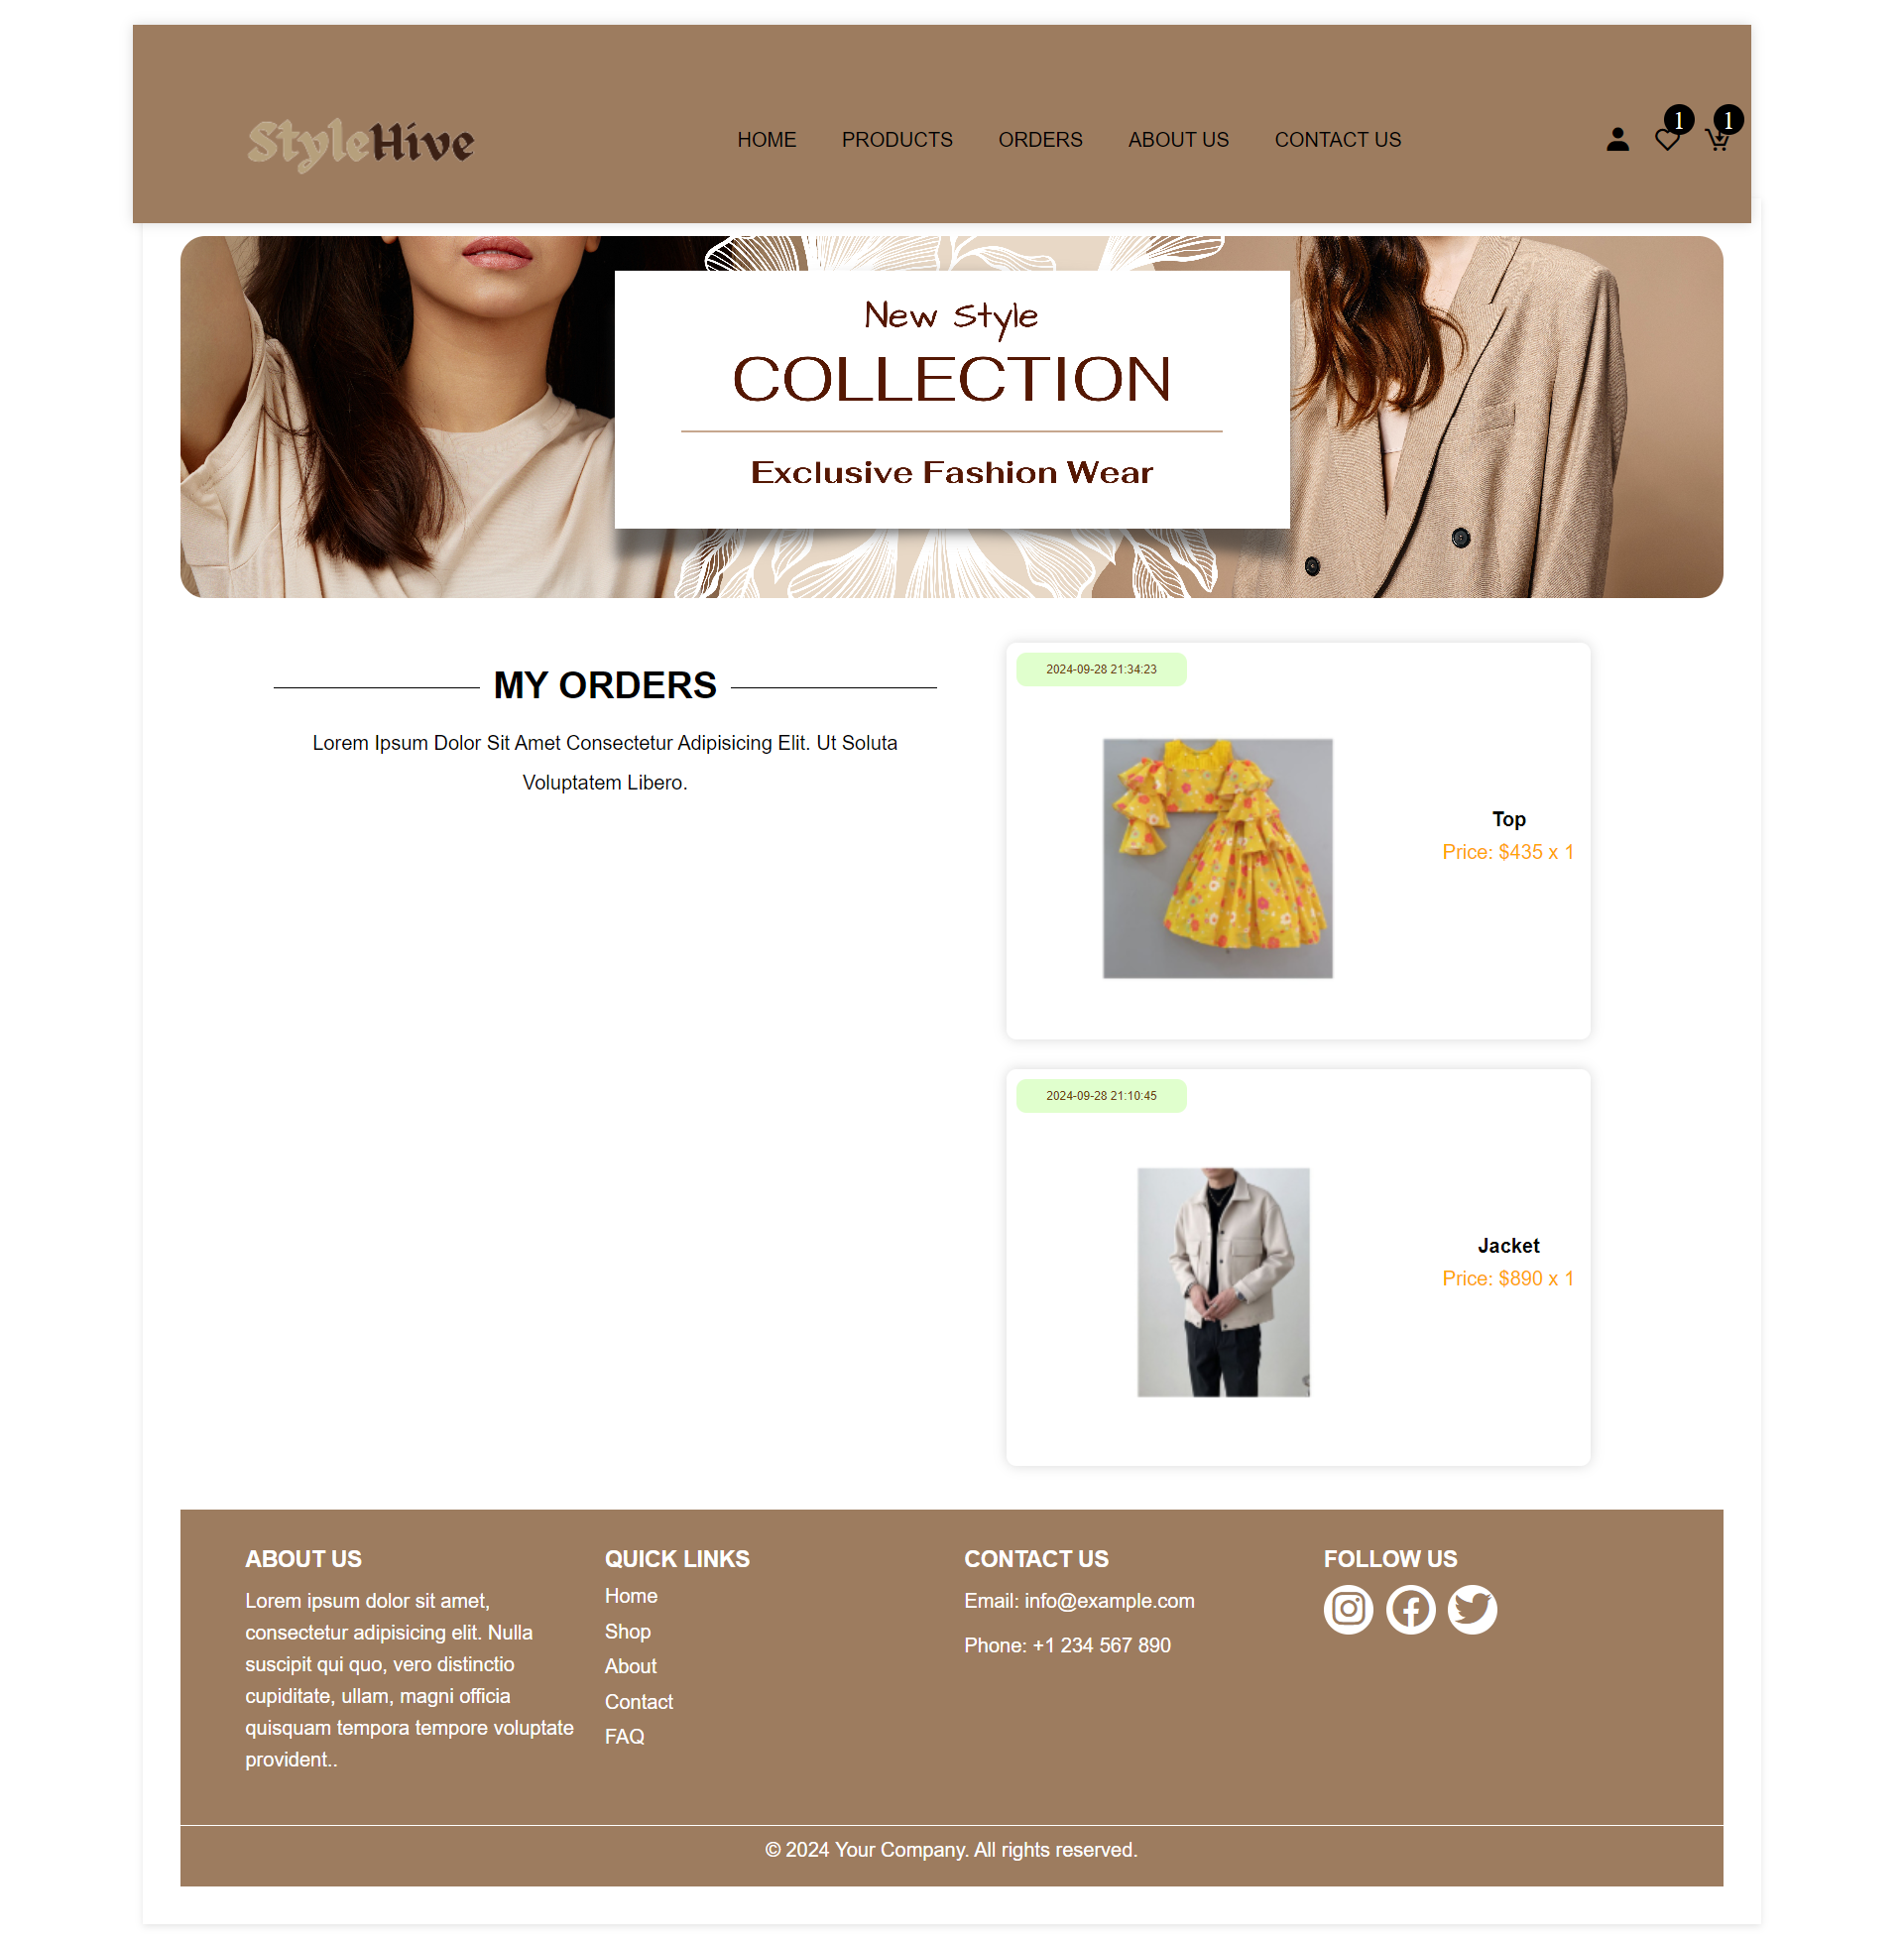 StyleHive
HOME PRODUCTS ORDERS ABOUT US CONTACT US
1 1
New Style
COLLECTION
Exclusive Fashion Wear
MY ORDERS
Lorem Ipsum Dolor Sit Amet Consectetur Adipisicing Elit. Ut Soluta
Voluptatem Libero.
2024-09-28 21:34:23
Top
Price: $435 x 1
2024-09-28 21:10:45
Jacket
Price: $890 x 1
ABOUT US
Lorem ipsum dolor sit amet,
consectetur adipisicing elit. Nulla
suscipit qui quo, vero distinctio
cupiditate, ullam, magni officia
quisquam tempora tempore voluptate
provident..
QUICK LINKS
Home
Shop
About
Contact
FAQ
CONTACT US
Email: info@example.com
Phone: +1 234 567 890
FOLLOW US
© 2024 Your Company. All rights reserved.